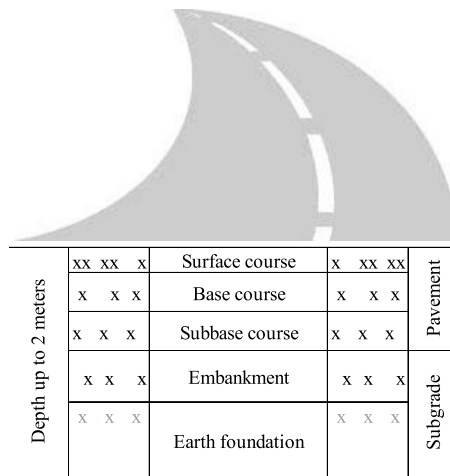 Depth up to 2 meters
xx xx x Surface course x xx xx
x x x Base course x x x
x x x Subbase course x x x
x x x Embankment x x x
x x x Earth foundation x x x
Pavement
Subgrade